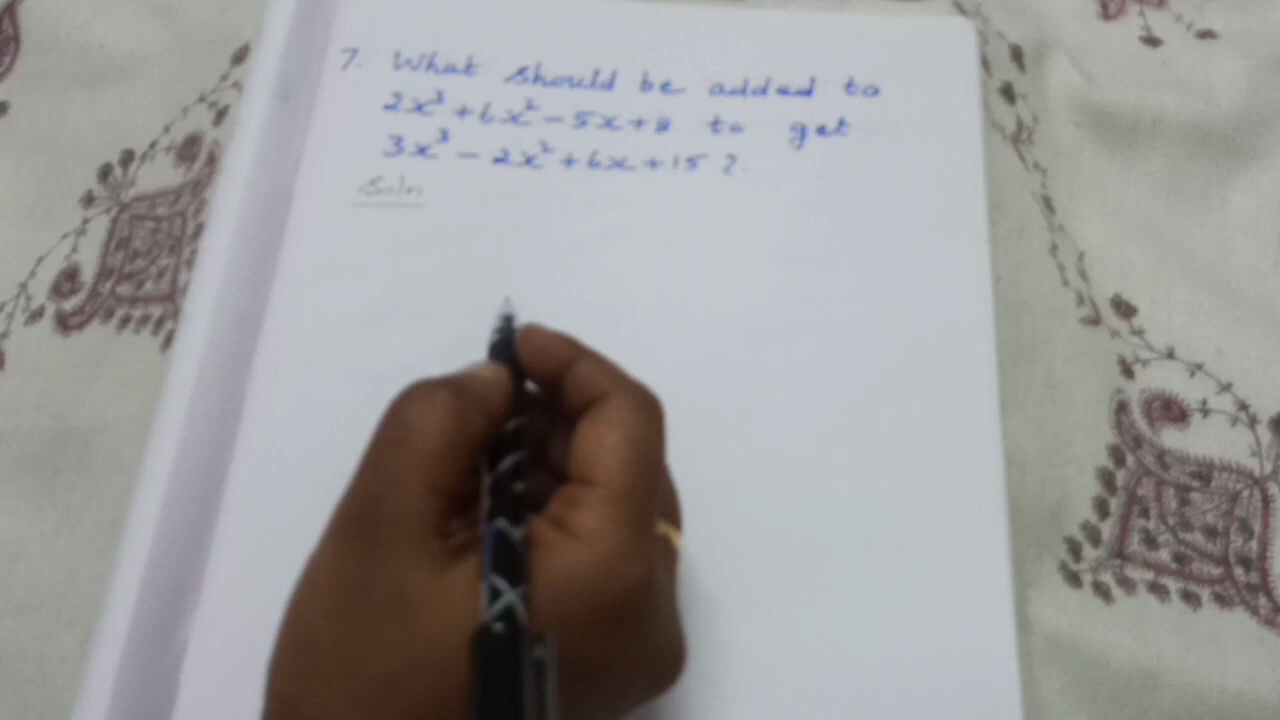 7. What should be added to
2x³ + 6x² - 5x + 8 to get
3x³ - 2x² + 6x + 15 ?.
Soln